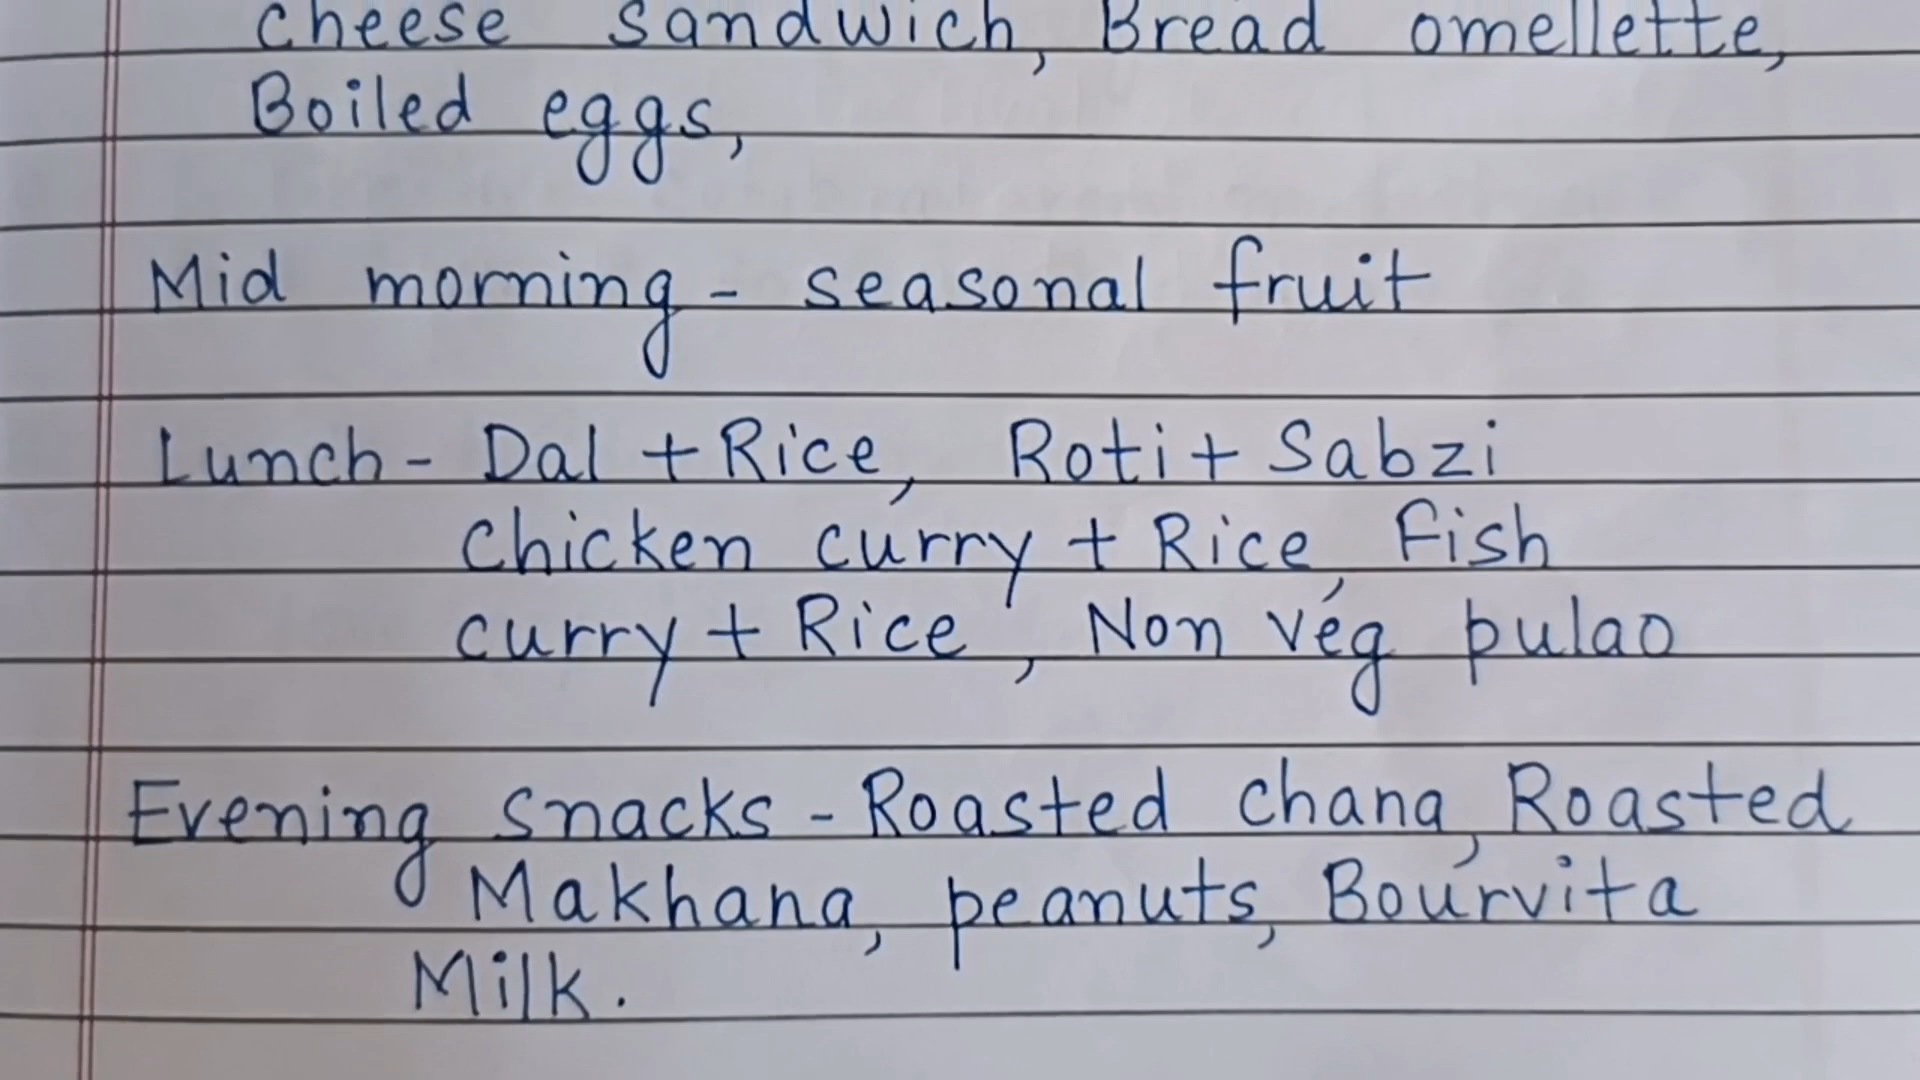 cheese sandwich, Bread omellette,
Boiled eggs,
Mid morning - seasonal fruit
Lunch - Dal + Rice, Roti + Sabzi
chicken curry + Rice, Fish
curry + Rice, Non veg pulao
Evening snacks - Roasted chana, Roasted
Makhana, peanuts, Bourvita
Milk.